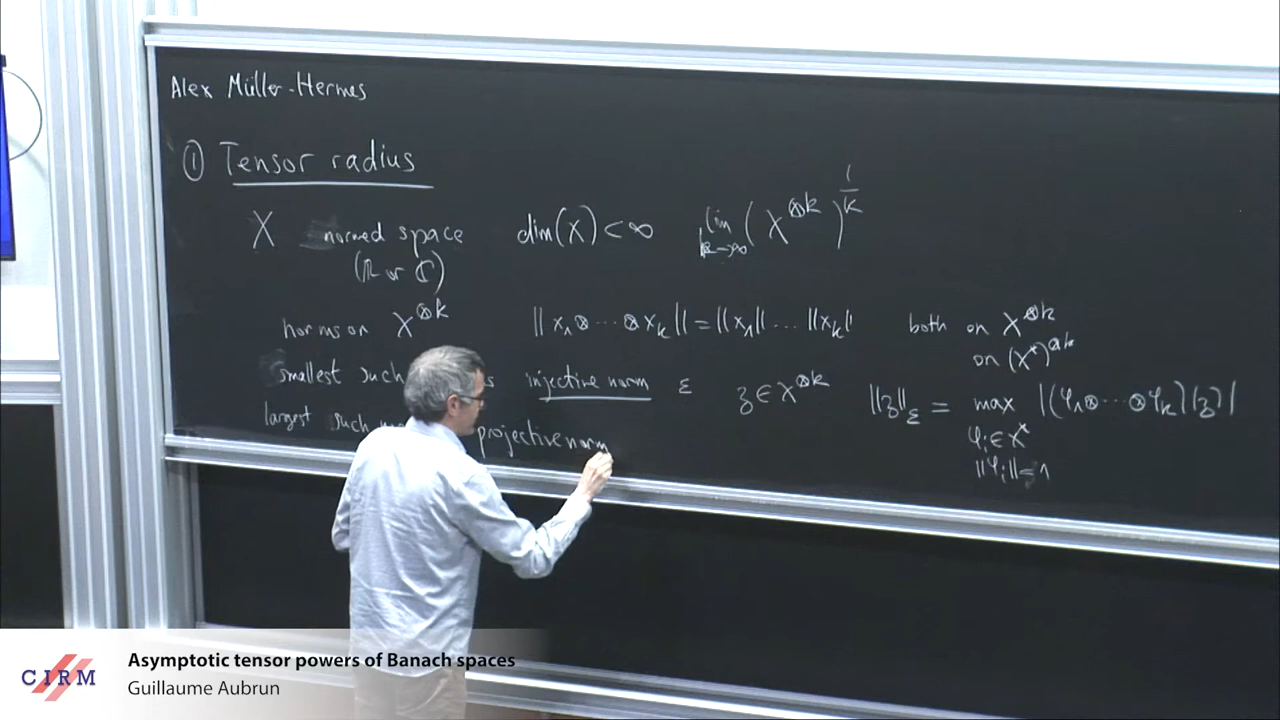 Alex Müller-Hermes
① Tensor radius
X normed space dim(X) < ∞ lim k→∞ (X^{⊗k})^{1/k}
(ℝ or ℂ)
norms on X^{⊗k} ||x₁⊗⋯⊗x_k|| = ||x₁||…||x_k|| both on X^{⊗k}
on (X*)^{⊗k}
smallest such injective norm ε z ∈ X^{⊗k} ||z||_ε = max |(φ₁⊗⋯⊗φ_k)(z)|
φᵢ∈X*
||φᵢ||=1
largest such projective norm
CIRM
Asymptotic tensor powers of Banach spaces
Guillaume Aubrun